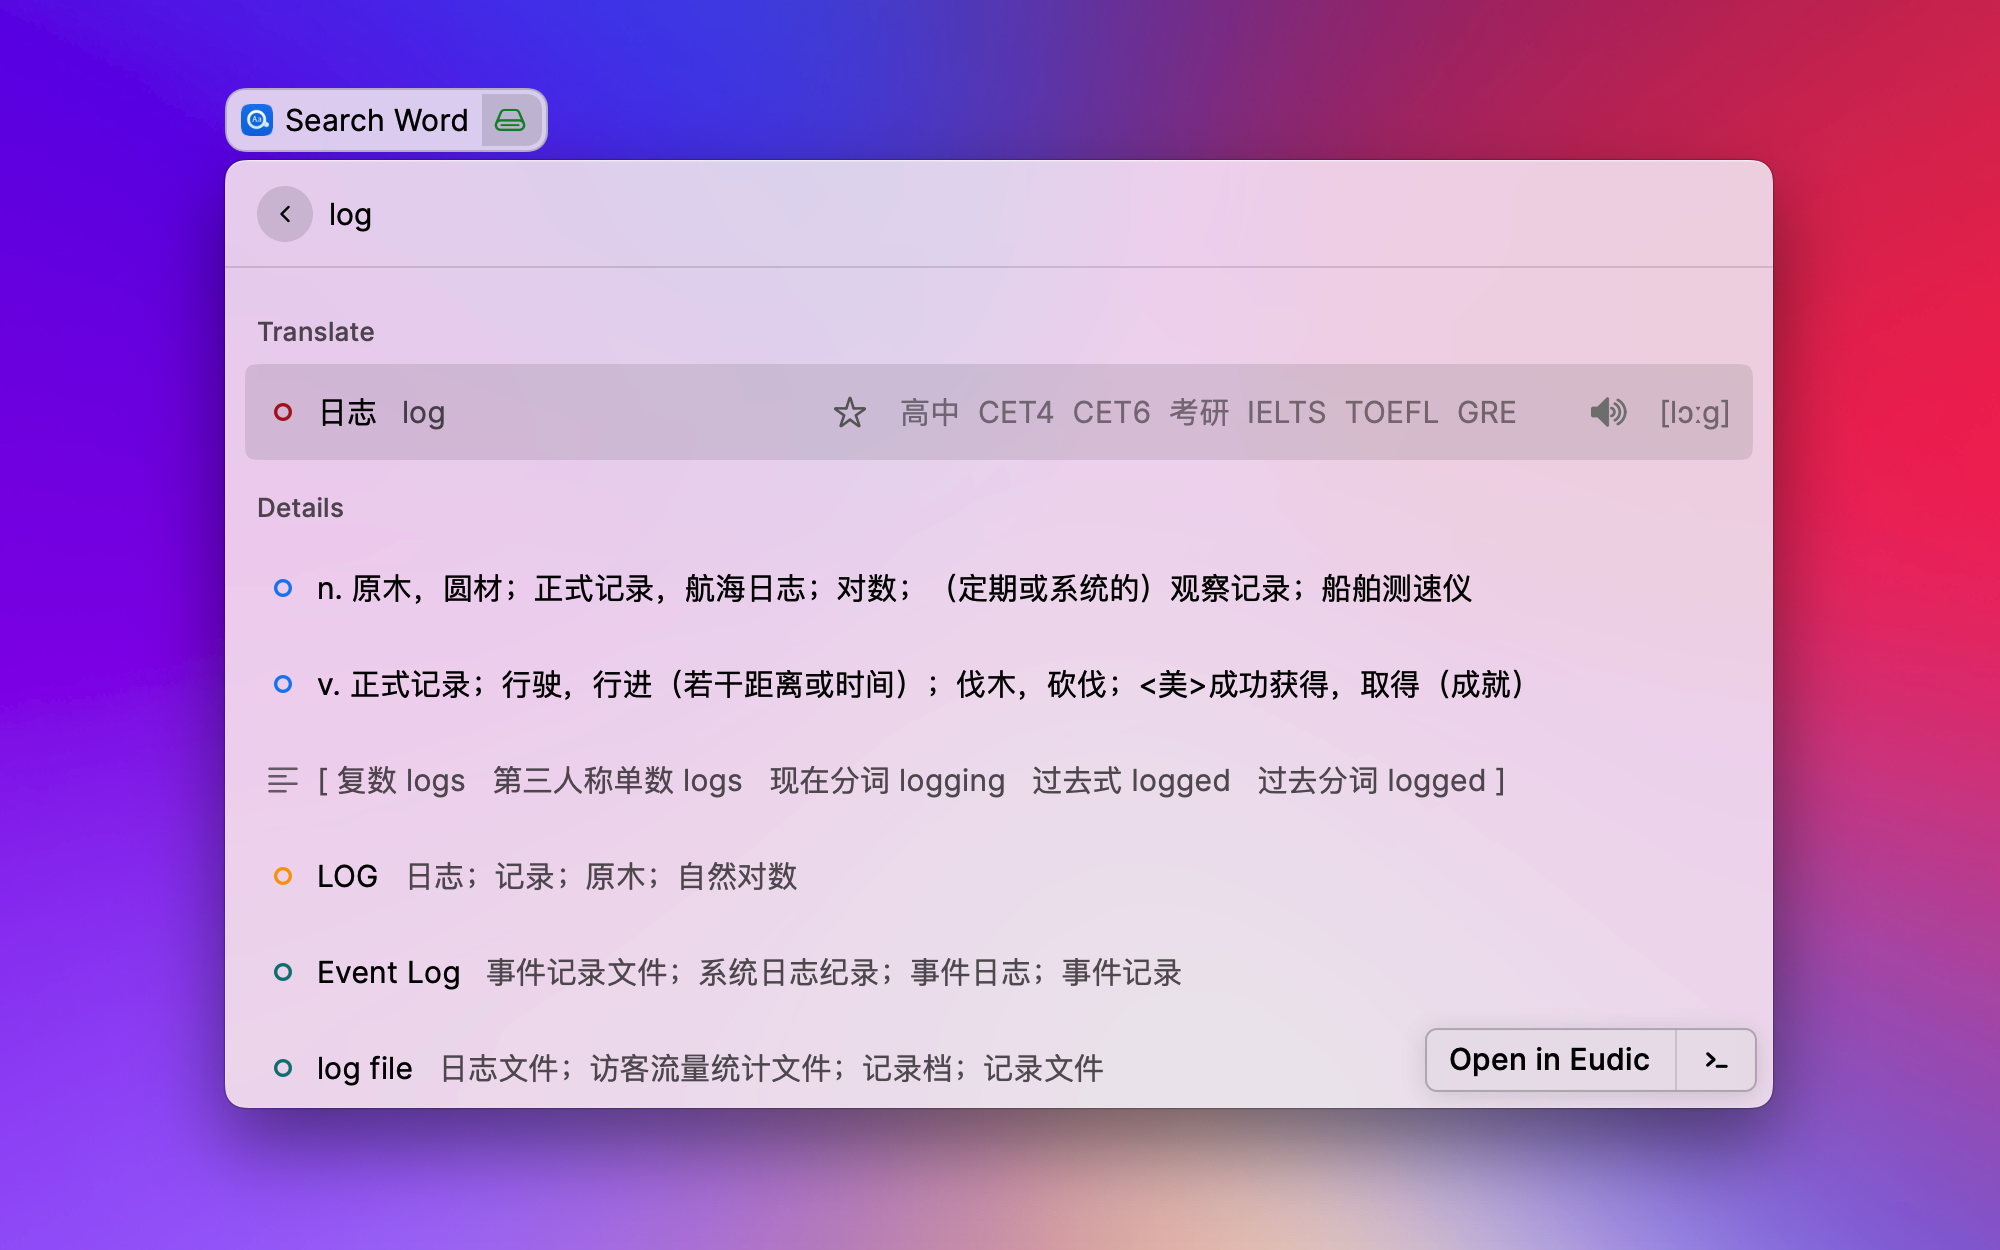 Search Word
log
Translate
日志 log 高中 CET4 CET6 考研 IELTS TOEFL GRE [lɔːg]
Details
n. 原木，圆材；正式记录，航海日志；对数；（定期或系统的）观察记录；船舶测速仪
v. 正式记录；行驶，行进（若干距离或时间）；伐木，砍伐；<美>成功获得，取得（成就）
[ 复数 logs 第三人称单数 logs 现在分词 logging 过去式 logged 过去分词 logged ]
LOG 日志；记录；原木；自然对数
Event Log 事件记录文件；系统日志纪录；事件日志；事件记录
log file 日志文件；访客流量统计文件；记录档；记录文件
Open in Eudic >_